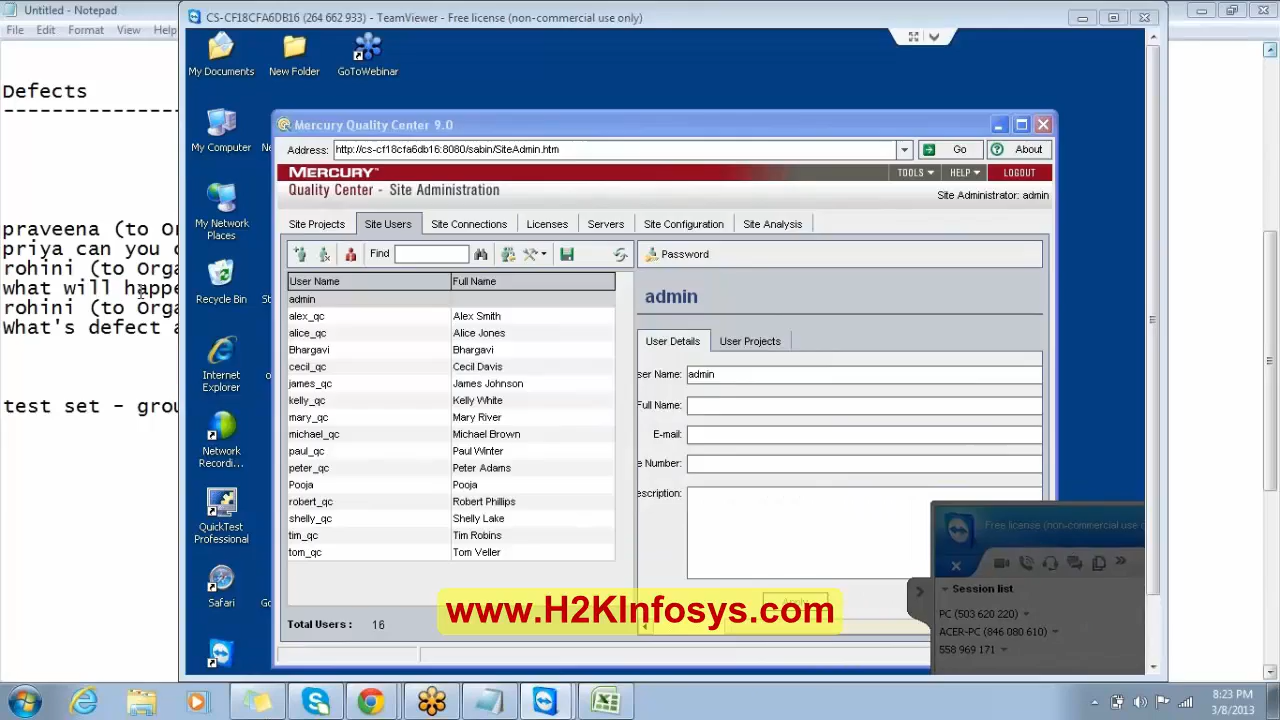 Untitled - Notepad
File Edit Format View Help
Defects
praveena (to Or
priya can you
rohini (to Orga
what will happe
rohini (to Orga
what's defect a
test set - grou
CS-CF18CFA6DB16 (264 662 933) - TeamViewer - Free license (non-commercial use only)
My Documents
New Folder
GoToWebinar
My Computer
My Network
Places
Recycle Bin
Internet
Explorer
Network
Recordi...
QuickTest
Professional
Safari
Mercury Quality Center 9.0
Address: http://cs-cf18cfa6db16:8080/sabin/SiteAdmin.htm Go About
MERCURY™ TOOLS HELP LOGOUT
Quality Center - Site Administration
Site Administrator: admin
Site Projects Site Users Site Connections Licenses Servers Site Configuration Site Analysis
Find Password
User Name Full Name
admin
alex_qc Alex Smith
alice_qc Alice Jones
Bhargavi Bhargavi
cecil_qc Cecil Davis
james_qc James Johnson
kelly_qc Kelly White
mary_qc Mary River
michael_qc Michael Brown
paul_qc Paul Winter
peter_qc Peter Adams
Pooja Pooja
robert_qc Robert Phillips
shelly_qc Shelly Lake
tim_qc Tim Robins
tom_qc Tom Veller
Total Users : 16
admin
User Details User Projects
ser Name: admin
Full Name:
E-mail:
e Number:
escription:
Free license (non-commercial use o
Session list
PC (503 620 220)
ACER-PC (846 080 610)
558 969 171
www.H2KInfosys.com
8:23 PM
3/8/2013